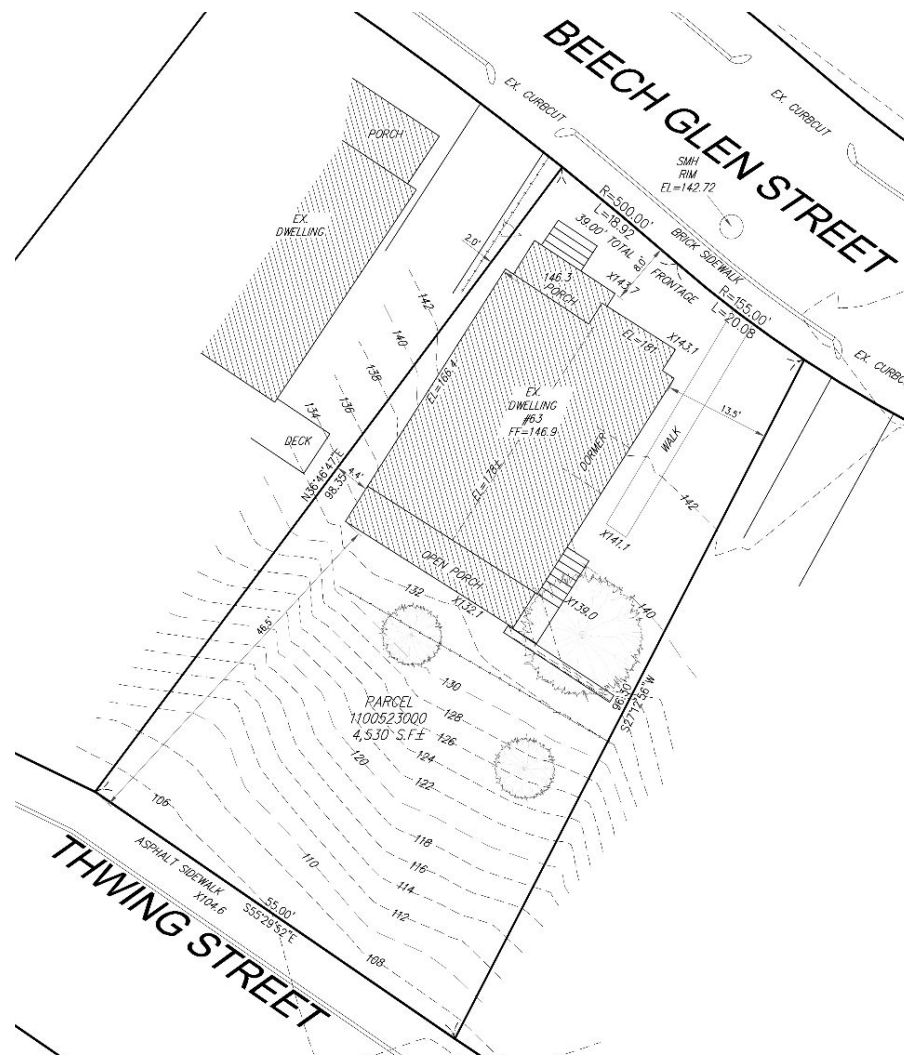 BEECH GLEN STREET
EX. CURBCUT
EX. CURBCUT
SMH
RIM
EL=142.72
PORCH
EX.
DWELLING
R=500.00'
L=18.92
39.00' TOTAL
FRONTAGE
BRICK SIDEWALK
8.0'
R=155.00'
L=20.08
EX. CURBC
2.0'
146.3
PORCH
X143.7
X143.1
EL=181
142
140
138
136
134
EL=166.4
EX.
DWELLING
#63
FF=146.9
DORMER
WALK
13.5'
DECK
N36°46'47"E
98.35'
4.4'
EL=178±
142
X141.1
OPEN PORCH
132
X132.1
X139.0
140
46.5'
96.50'
S27°12'56"W
PARCEL
1100523000
4,530 S.F±
130
128
126
124
122
120
118
116
114
112
110
108
106
ASPHALT SIDEWALK
X104.6
55.00'
S55°29'52"E
THWING STREET